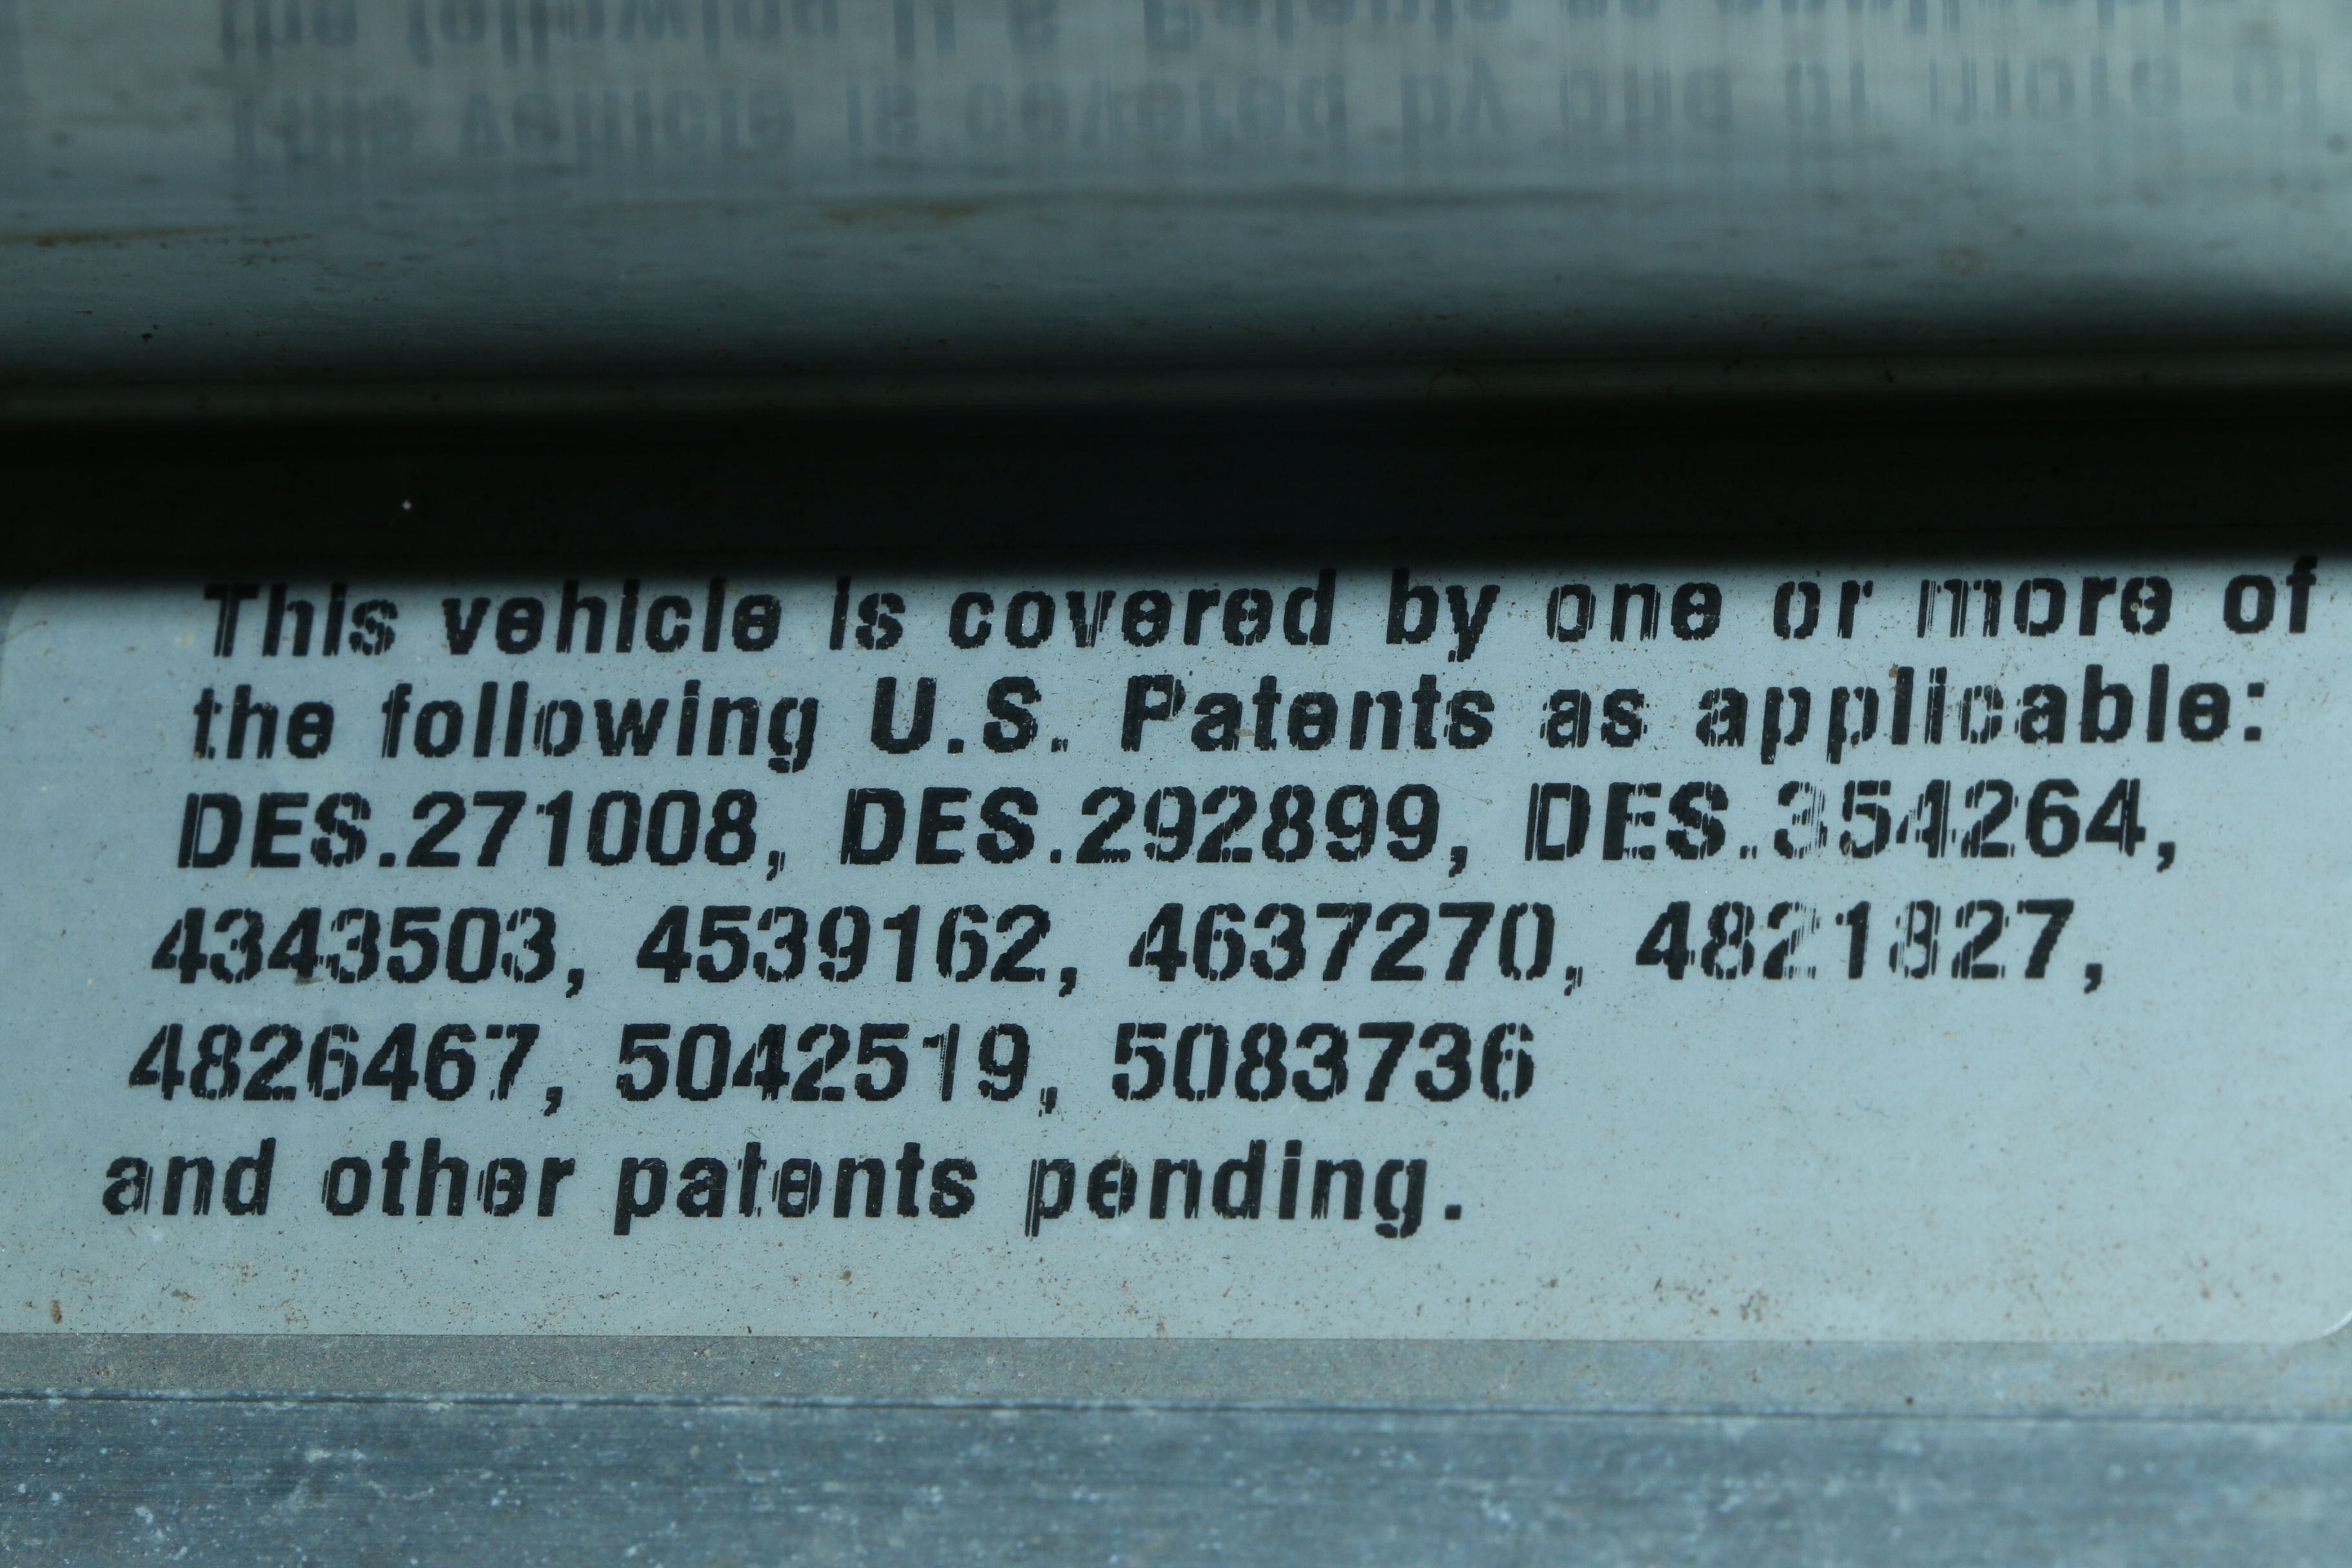 This vehicle is covered by one or more of
the following U.S. Patents as applicable:
DES.271008, DES.292899, DES.354264,
4343503, 4539162, 4637270, 4821827,
4826467, 5042519, 5083736
and other patents pending.